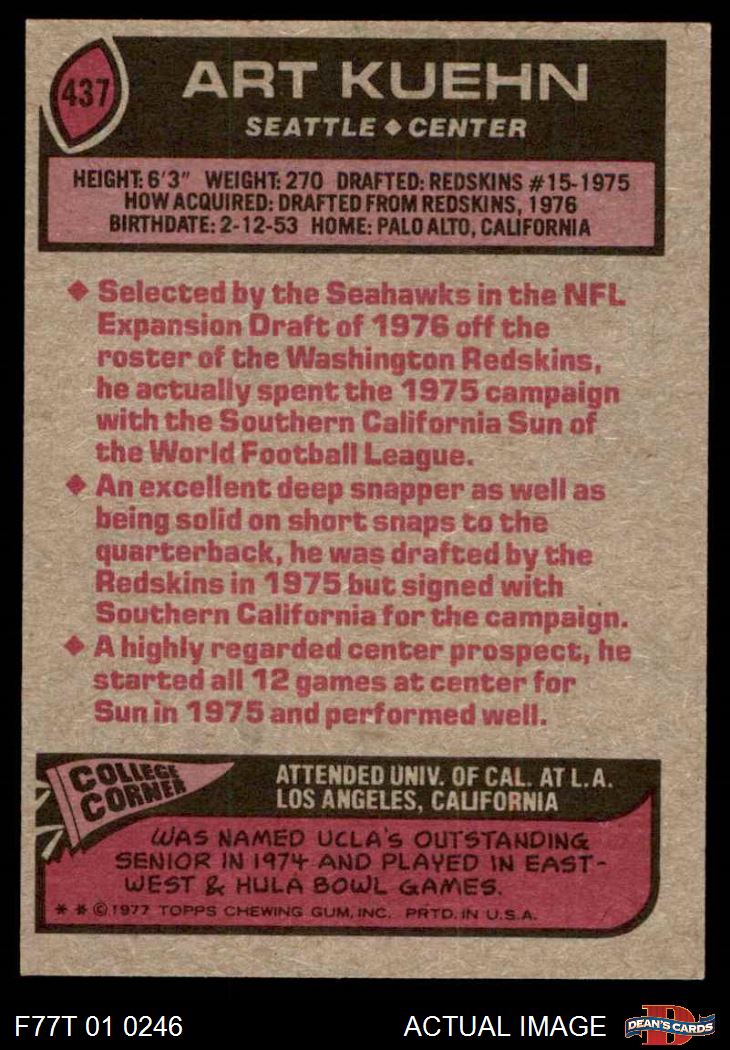 437
ART KUEHN
SEATTLE ♦ CENTER
HEIGHT: 6'3" WEIGHT: 270 DRAFTED: REDSKINS #15-1975
HOW ACQUIRED: DRAFTED FROM REDSKINS, 1976
BIRTHDATE: 2-12-53 HOME: PALO ALTO, CALIFORNIA
♦ Selected by the Seahawks in the NFL
Expansion Draft of 1976 off the
roster of the Washington Redskins,
he actually spent the 1975 campaign
with the Southern California Sun of
the World Football League.
♦ An excellent deep snapper as well as
being solid on short snaps to the
quarterback, he was drafted by the
Redskins in 1975 but signed with
Southern California for the campaign.
♦ A highly regarded center prospect, he
started all 12 games at center for
Sun in 1975 and performed well.
COLLEGE
CORNER
ATTENDED UNIV. OF CAL. AT L.A.
LOS ANGELES, CALIFORNIA
WAS NAMED UCLA'S OUTSTANDING
SENIOR IN 1974 AND PLAYED IN EAST-
WEST & HULA BOWL GAMES.
* * © 1977 TOPPS CHEWING GUM, INC. PRTD. IN U.S.A.
F77T 01 0246
ACTUAL IMAGE
D
DEAN'S CARDS